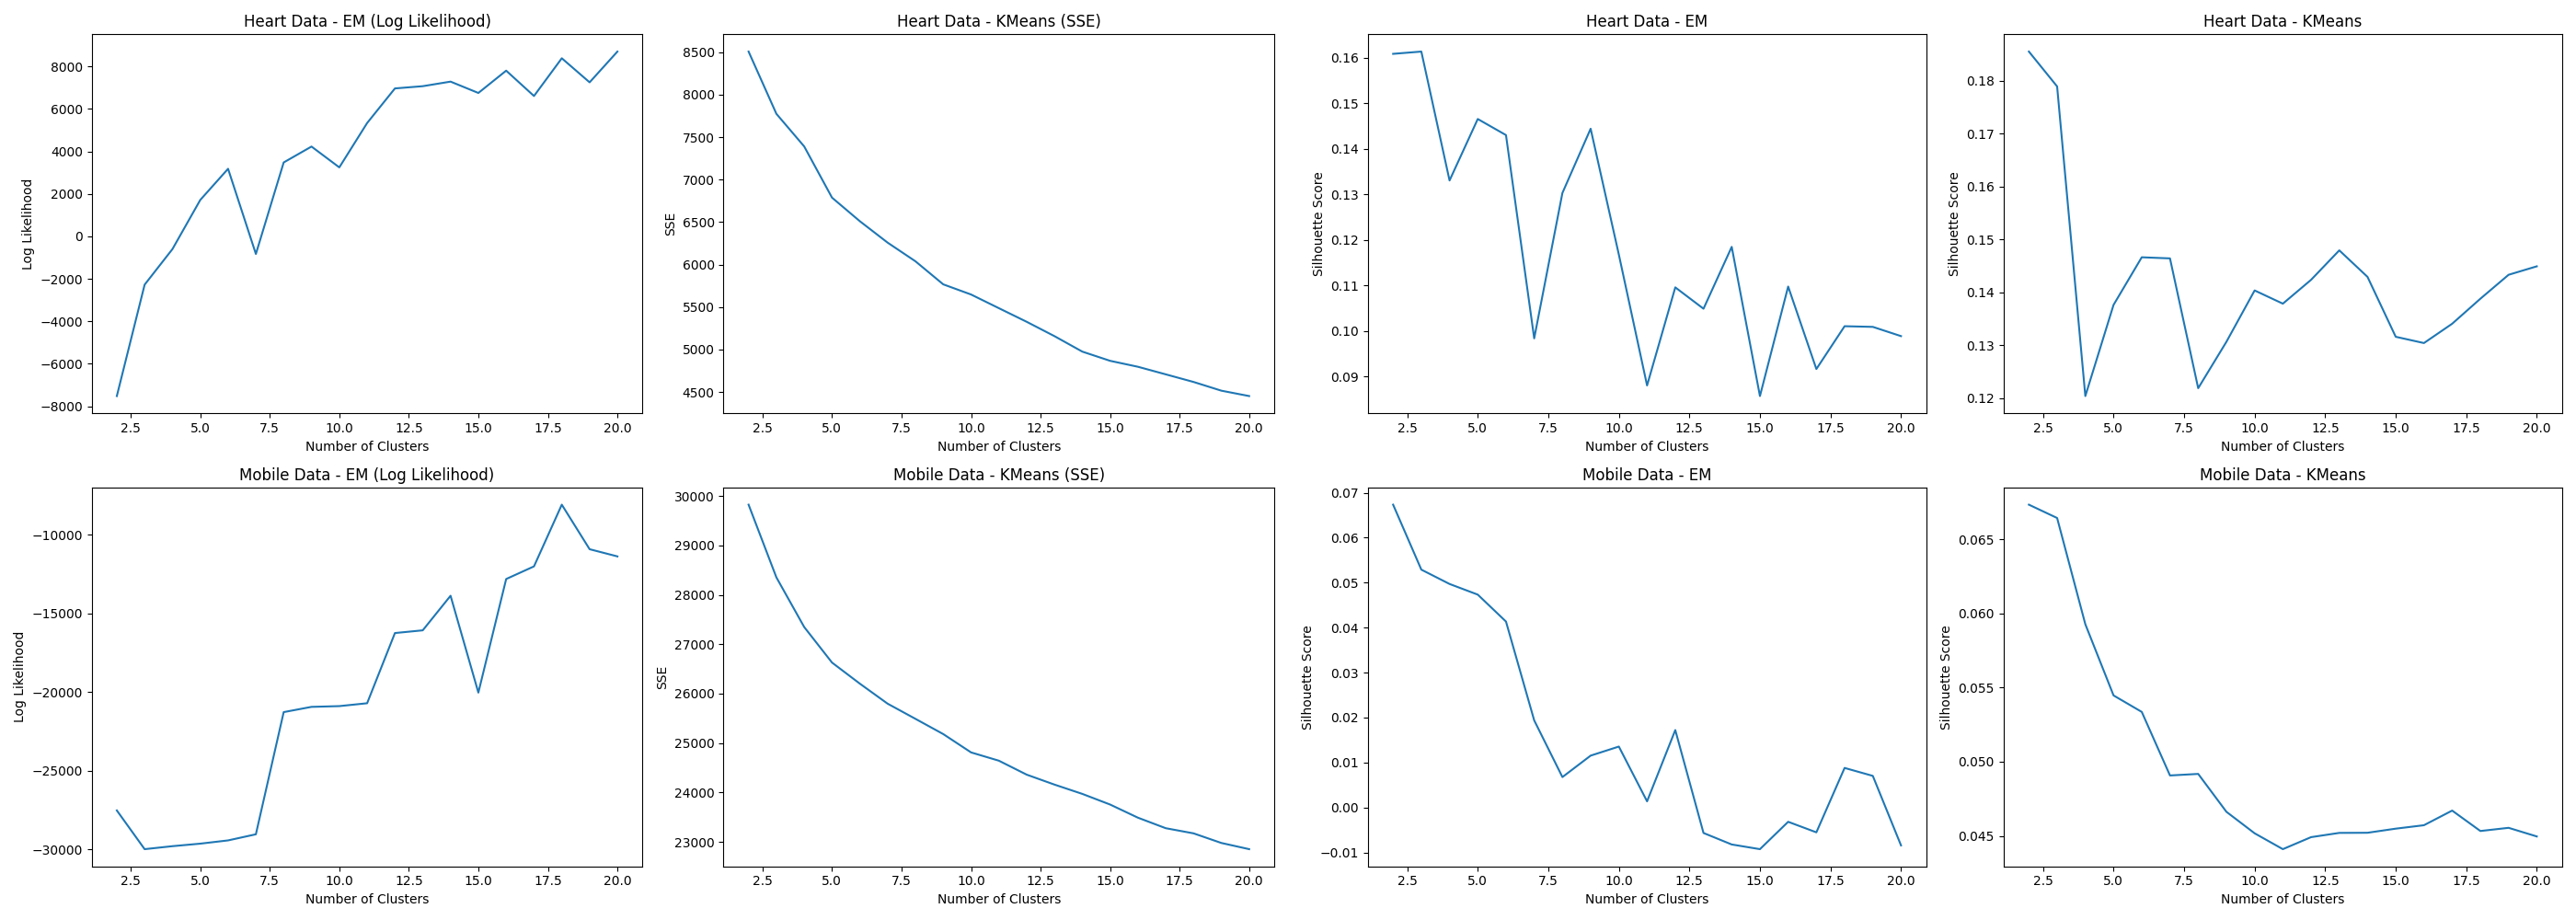 Heart Data - EM (Log Likelihood)
Log Likelihood
8000
6000
4000
2000
0
−2000
−4000
−6000
−8000
2.5 5.0 7.5 10.0 12.5 15.0 17.5 20.0
Number of Clusters
Heart Data - KMeans (SSE)
SSE
8500
8000
7500
7000
6500
6000
5500
5000
4500
2.5 5.0 7.5 10.0 12.5 15.0 17.5 20.0
Number of Clusters
Heart Data - EM
Silhouette Score
0.16
0.15
0.14
0.13
0.12
0.11
0.10
0.09
2.5 5.0 7.5 10.0 12.5 15.0 17.5 20.0
Number of Clusters
Heart Data - KMeans
Silhouette Score
0.18
0.17
0.16
0.15
0.14
0.13
0.12
2.5 5.0 7.5 10.0 12.5 15.0 17.5 20.0
Number of Clusters
Mobile Data - EM (Log Likelihood)
Log Likelihood
−10000
−15000
−20000
−25000
−30000
2.5 5.0 7.5 10.0 12.5 15.0 17.5 20.0
Number of Clusters
Mobile Data - KMeans (SSE)
SSE
30000
29000
28000
27000
26000
25000
24000
23000
2.5 5.0 7.5 10.0 12.5 15.0 17.5 20.0
Number of Clusters
Mobile Data - EM
Silhouette Score
0.07
0.06
0.05
0.04
0.03
0.02
0.01
0.00
−0.01
2.5 5.0 7.5 10.0 12.5 15.0 17.5 20.0
Number of Clusters
Mobile Data - KMeans
Silhouette Score
0.065
0.060
0.055
0.050
0.045
2.5 5.0 7.5 10.0 12.5 15.0 17.5 20.0
Number of Clusters